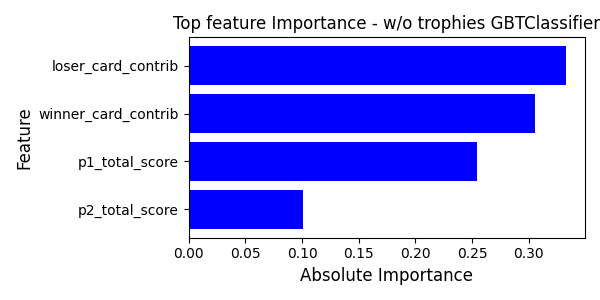 Top feature Importance - w/o trophies GBTClassifier
Feature
loser_card_contrib
winner_card_contrib
p1_total_score
p2_total_score
0.00 0.05 0.10 0.15 0.20 0.25 0.30
Absolute Importance